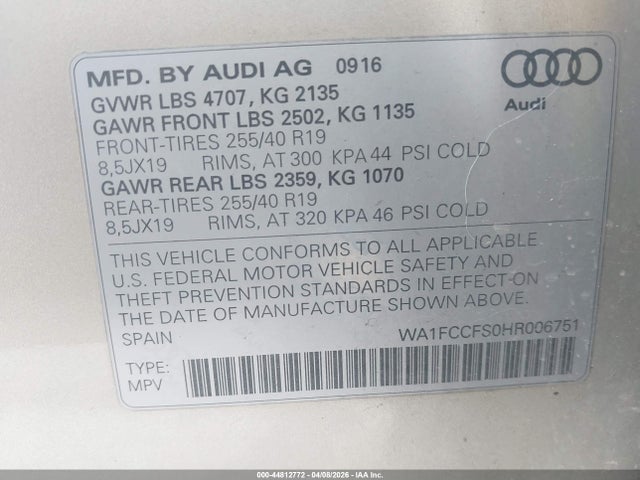 MFD. BY AUDI AG 0916
GVWR LBS 4707, KG 2135
GAWR FRONT LBS 2502, KG 1135
FRONT-TIRES 255/40 R19
8,5JX19 RIMS, AT 300 KPA 44 PSI COLD
GAWR REAR LBS 2359, KG 1070
REAR-TIRES 255/40 R19
8,5JX19 RIMS, AT 320 KPA 46 PSI COLD
Audi
THIS VEHICLE CONFORMS TO ALL APPLICABLE
U.S. FEDERAL MOTOR VEHICLE SAFETY AND
THEFT PREVENTION STANDARDS IN EFFECT ON
THE DATE OF MANUFACTURE SHOWN ABOVE.
SPAIN WA1FCCFS0HR006751
TYPE:
MPV
000-44812772 - 04/08/2026 - IAA Inc.